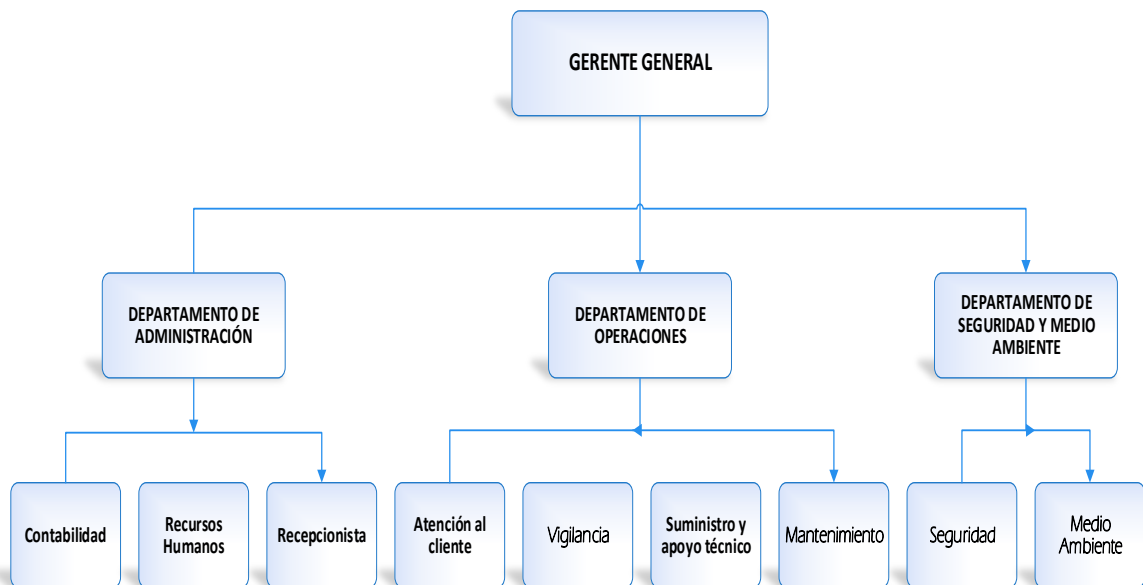 GERENTE GENERAL
DEPARTAMENTO DE
ADMINISTRACIÓN
DEPARTAMENTO DE
OPERACIONES
DEPARTAMENTO DE
SEGURIDAD Y MEDIO
AMBIENTE
Contabilidad
Recursos
Humanos
Recepcionista
Atención al
cliente
Vigilancia
Suministro y
apoyo técnico
Mantenimiento
Seguridad
Medio
Ambiente